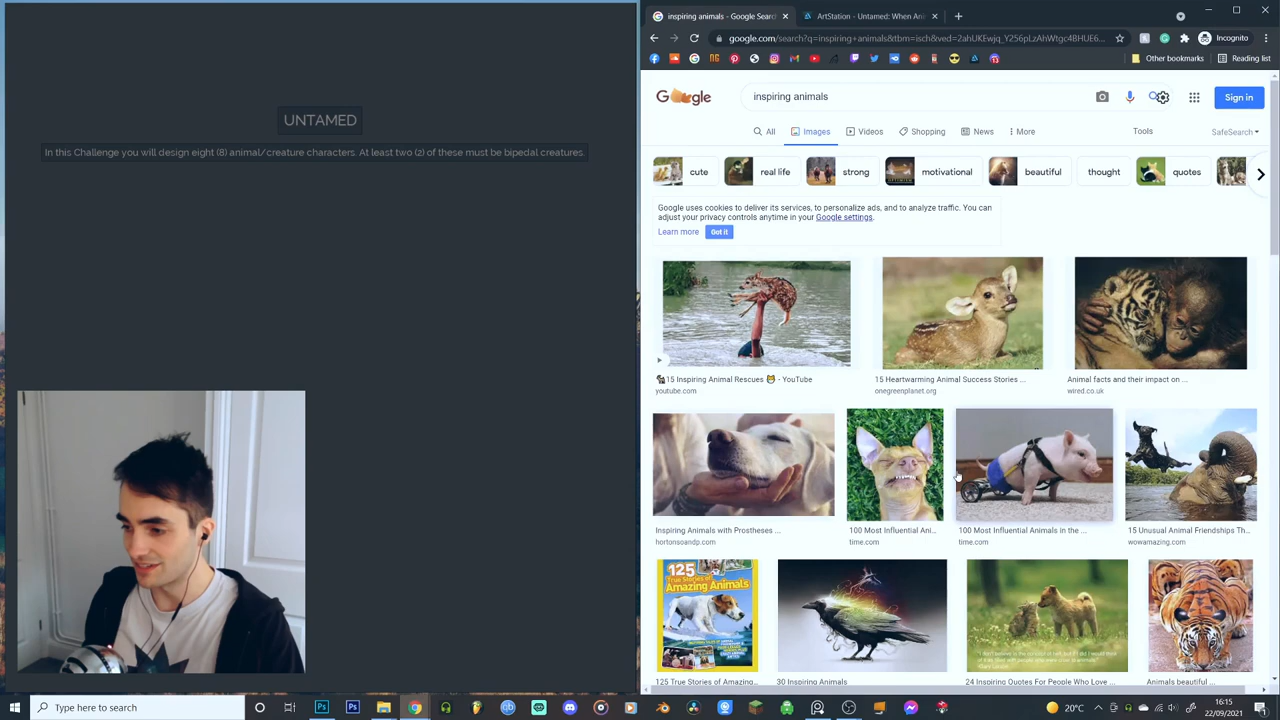 inspiring animals - Google Sear
ArtStation - Untamed: When Ani
google.com/search?q=inspiring+animals&tbm=isch&ved=2ahUKEwjq_Y256pLzAhWtgc4BHUE6...
Incognito
Other bookmarks
Reading list
UNTAMED
In this Challenge you will design eight (8) animal/creature characters. At least two (2) of these must be bipedal creatures.
inspiring animals
Sign in
All
Images
Videos
Shopping
News
More
Tools
SafeSearch
cute
real life
strong
motivational
beautiful
thought
quotes
Google uses cookies to deliver its services, to personalize ads, and to analyze traffic. You can
adjust your privacy controls anytime in your Google settings.
Learn more
Got it
15 Inspiring Animal Rescues - YouTube
youtube.com
15 Heartwarming Animal Success Stories ...
onegreenplanet.org
Animal facts and their impact on ...
wired.co.uk
Inspiring Animals with Prostheses ...
hortonsoandp.com
100 Most Influential Ani...
time.com
100 Most Influential Animals in the ...
time.com
15 Unusual Animal Friendships Th...
wowamazing.com
125
True Stories of
Amazing Animals
125 True Stories of Amazing...
30 Inspiring Animals
24 Inspiring Quotes For People Who Love ...
Animals beautiful ...
Type here to search
20°C
16:15
22/09/2021